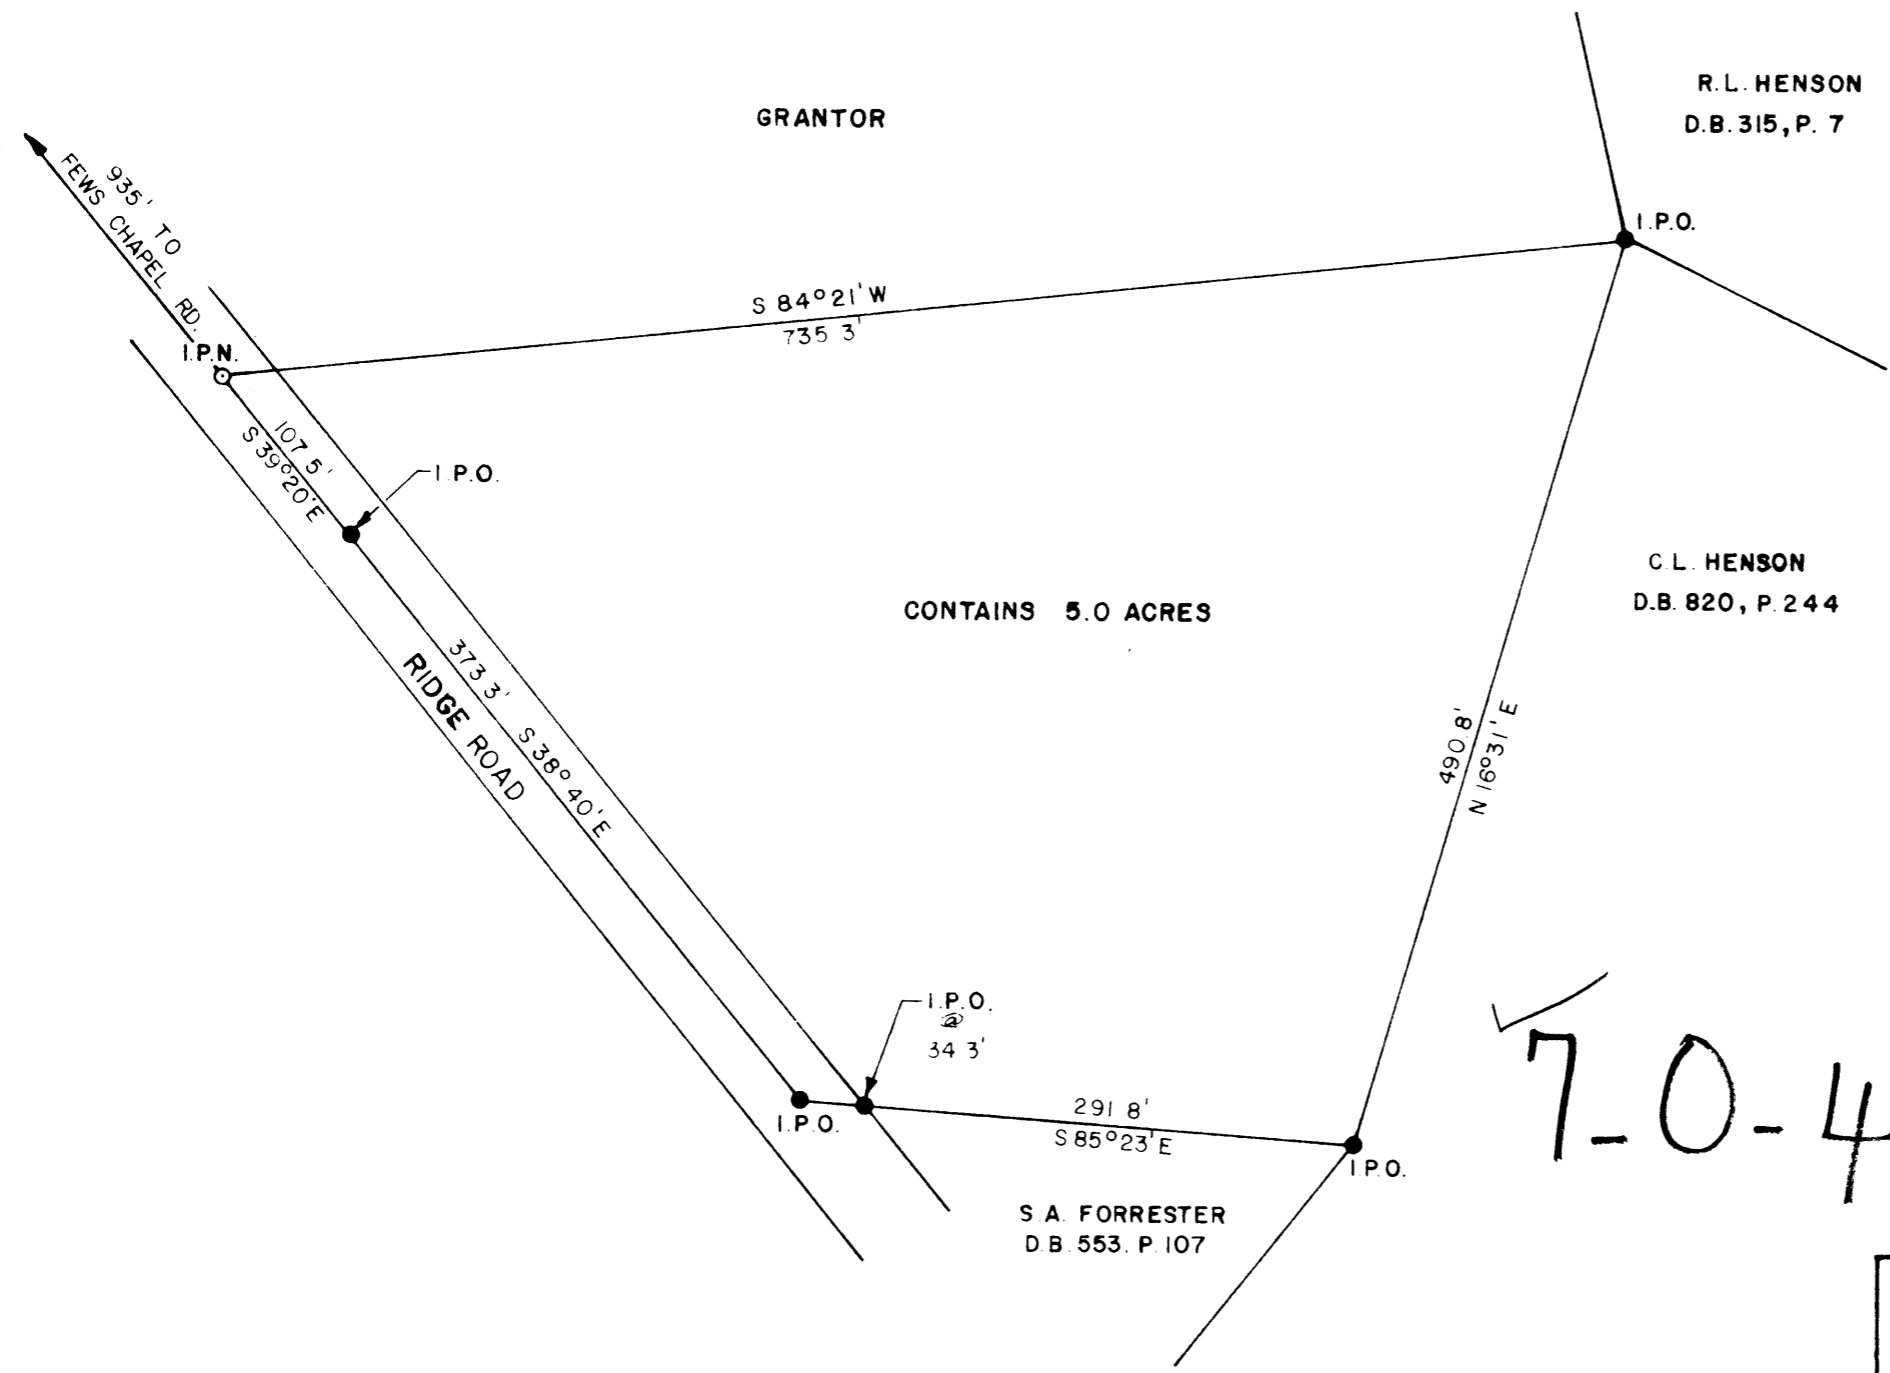 GRANTOR
R.L. HENSON
D.B. 315, P. 7
935' TO
FEWS CHAPEL RD.
I.P.O.
S 84°21'W
735 3'
I.P.N.
107 5'
S 39°20'E
I.P.O.
C.L. HENSON
D.B. 820, P. 244
CONTAINS 5.0 ACRES
373 3' S 38°40'E
RIDGE ROAD
490.8'
N 16°31'E
I.P.O.
@
34 3'
I.P.O.
291 8'
S 85°23'E
I P.O.
7-0-4
S.A. FORRESTER
D.B. 553. P. 107